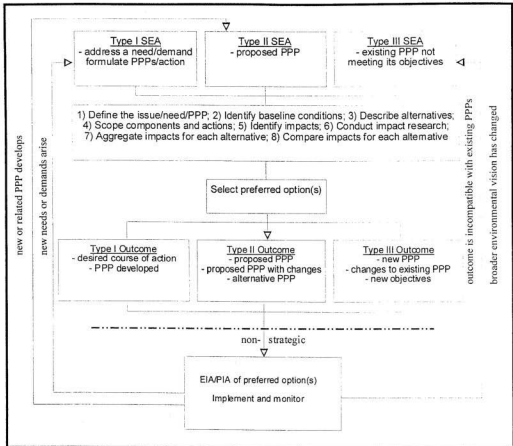 Type I SEA
- address a need/demand
formulate PPPs/action
Type II SEA
- proposed PPP
Type III SEA
- existing PPP not
meeting its objectives
1) Define the issue/need/PPP; 2) Identify baseline conditions; 3) Describe alternatives;
4) Scope components and actions; 5) Identify impacts; 6) Conduct impact research;
7) Aggregate impacts for each alternative; 8) Compare impacts for each alternative
Select preferred option(s)
Type I Outcome
- desired course of action
- PPP developed
Type II Outcome
- proposed PPP
- proposed PPP with changes
- alternative PPP
Type III Outcome
- new PPP
- changes to existing PPP
- new objectives
non- strategic
EIA/PIA of preferred option(s)
Implement and monitor
new or related PPP develops
new needs or demands arise
outcome is incompatible with existing PPPs
broader environmental vision has changed